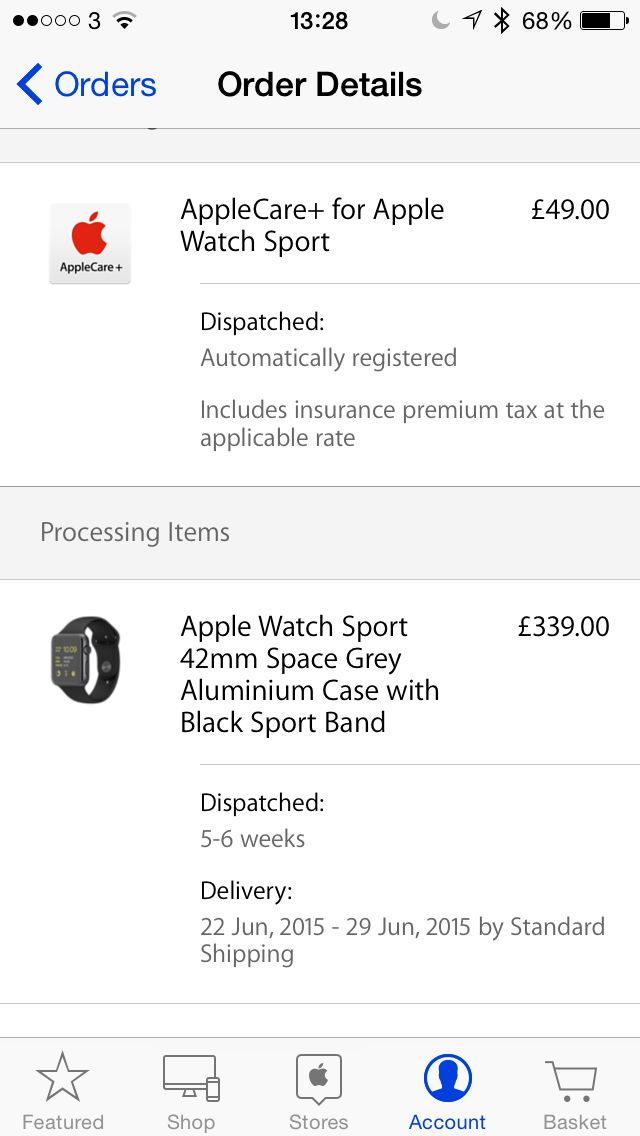 3 13:28 68%
Orders Order Details
AppleCare+ for Apple £49.00
Watch Sport
AppleCare+
Dispatched:
Automatically registered
Includes insurance premium tax at the
applicable rate
Processing Items
Apple Watch Sport £339.00
42mm Space Grey
Aluminium Case with
Black Sport Band
Dispatched:
5-6 weeks
Delivery:
22 Jun, 2015 - 29 Jun, 2015 by Standard
Shipping
Featured Shop Stores Account Basket